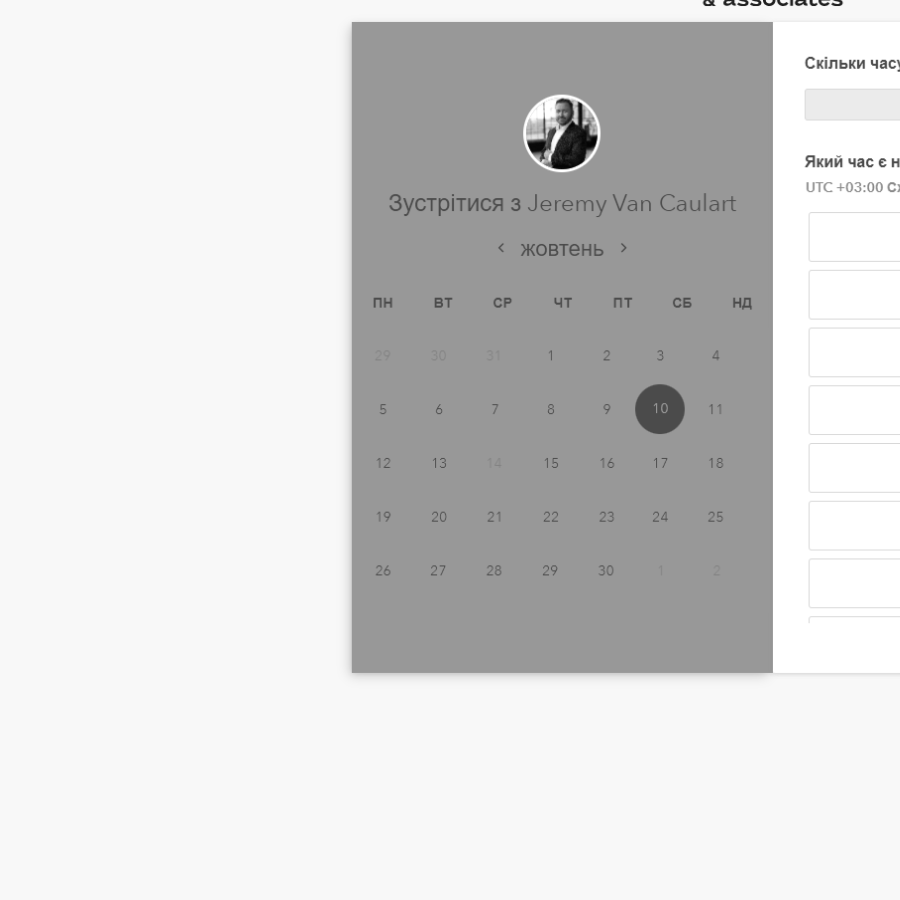 & associates
Зустрітися з Jeremy Van Caulart
жовтень
ПН ВТ СР ЧТ ПТ СБ НД
29 30 31 1 2 3 4
5 6 7 8 9 10 11
12 13 14 15 16 17 18
19 20 21 22 23 24 25
26 27 28 29 30 1 2
Скільки часу
Який час є н
UTC +03:00 Сх